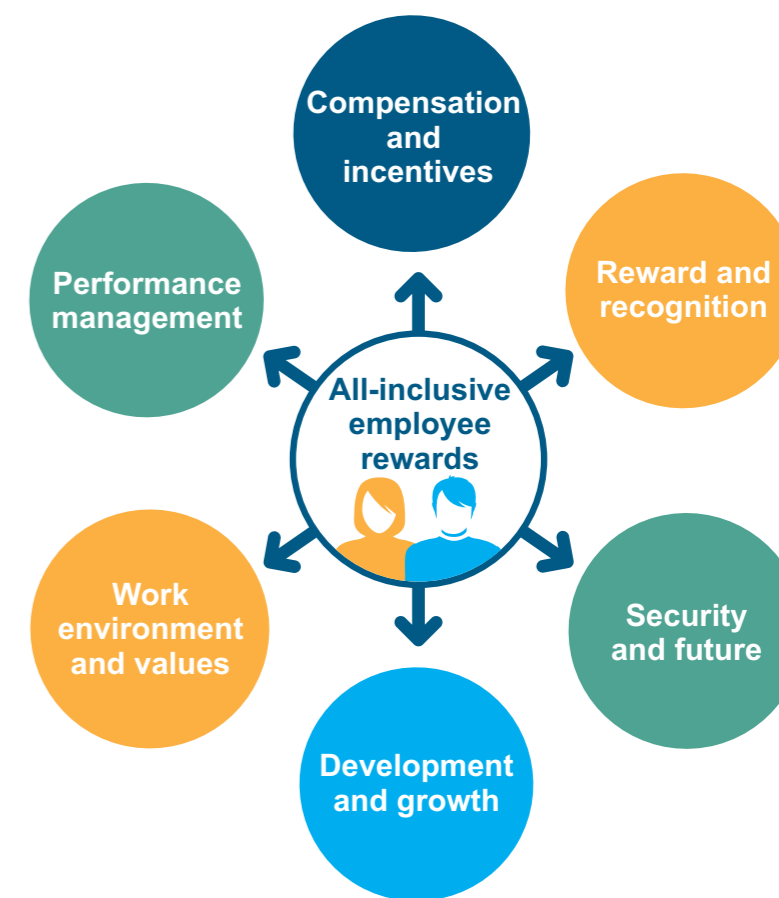 Compensation
and
incentives
Reward and
recognition
Performance
management
All-inclusive
employee
rewards
Work
environment
and values
Security
and future
Development
and growth